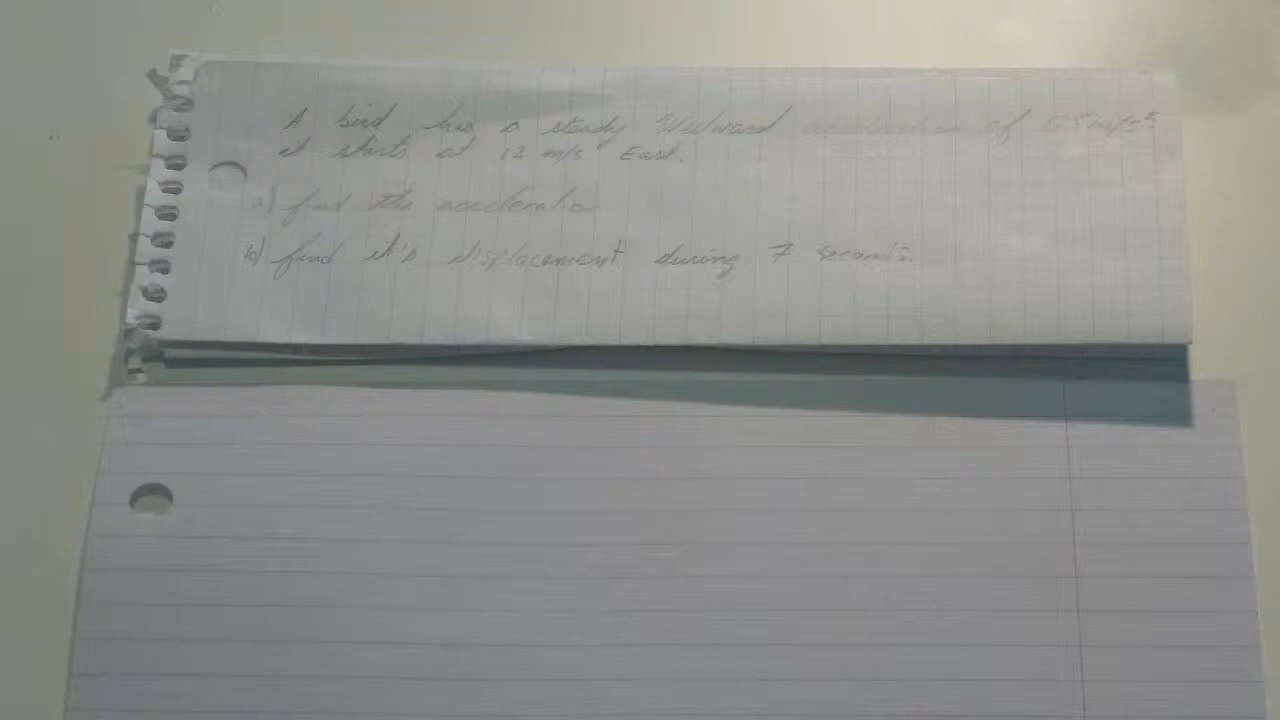 A bird has a steady Westward acceleration of m/s
it starts at 12 m/s East.
a) find the acceleration
b) find it's displacement during 7 seconds.